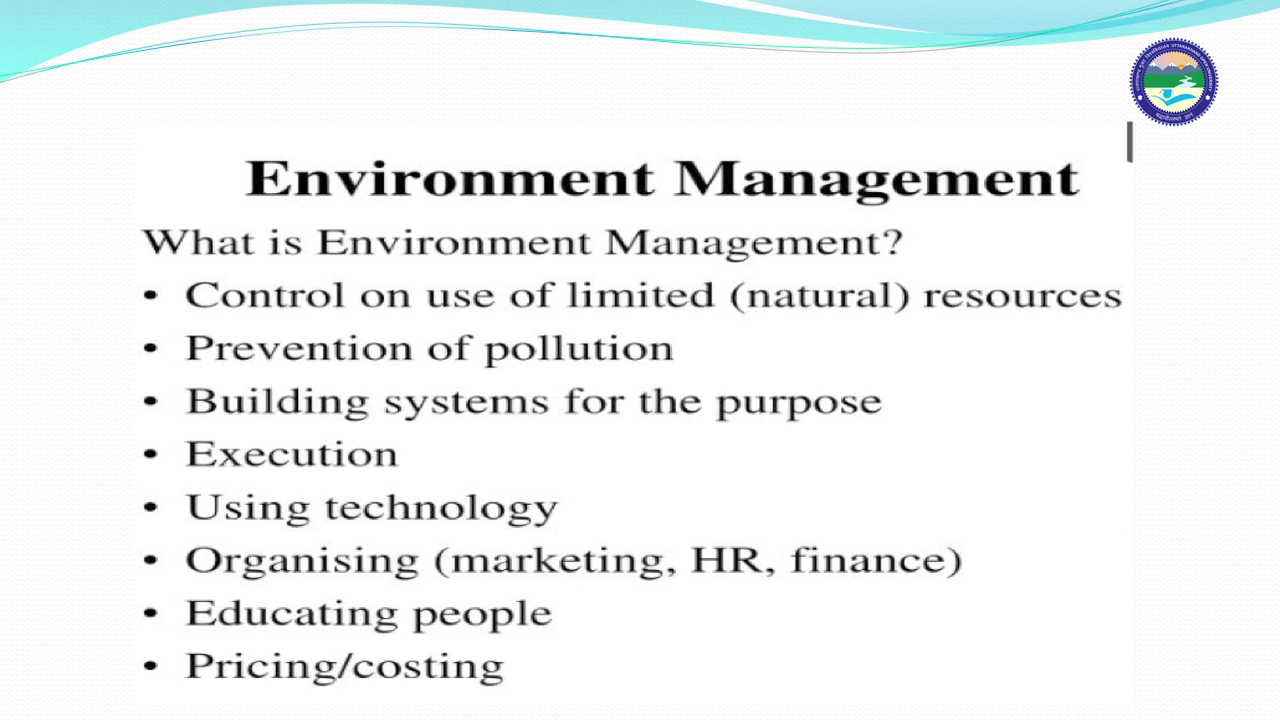 Environment Management
What is Environment Management?
• Control on use of limited (natural) resources
• Prevention of pollution
• Building systems for the purpose
• Execution
• Using technology
• Organising (marketing, HR, finance)
• Educating people
• Pricing/costing